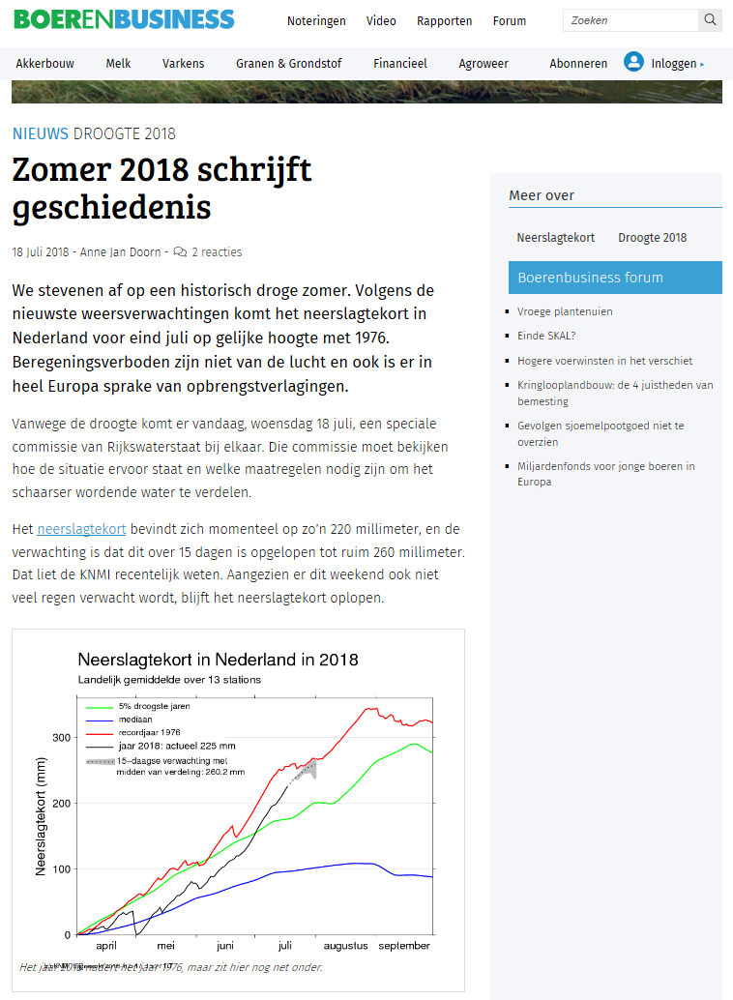 BOERENBUSINESS
Noteringen Video Rapporten Forum
Zoeken
Akkerbouw Melk Varkens Granen & Grondstof Financieel Agroweer Abonneren Inloggen ▸
NIEUWS DROOGTE 2018
Zomer 2018 schrijft
geschiedenis
18 Juli 2018 - Anne Jan Doorn - 2 reacties
We stevenen af op een historisch droge zomer. Volgens de
nieuwste weersverwachtingen komt het neerslagtekort in
Nederland voor eind juli op gelijke hoogte met 1976.
Beregeningsverboden zijn niet van de lucht en ook is er in
heel Europa sprake van opbrengstverlagingen.
Vanwege de droogte komt er vandaag, woensdag 18 juli, een speciale
commissie van Rijkswaterstaat bij elkaar. Die commissie moet bekijken
hoe de situatie ervoor staat en welke maatregelen nodig zijn om het
schaarser wordende water te verdelen.
Het neerslagtekort bevindt zich momenteel op zo'n 220 millimeter, en de
verwachting is dat dit over 15 dagen is opgelopen tot ruim 260 millimeter.
Dat liet de KNMI recentelijk weten. Aangezien er dit weekend ook niet
veel regen verwacht wordt, blijft het neerslagtekort oplopen.
Neerslagtekort in Nederland in 2018
Landelijk gemiddelde over 13 stations
5% droogste jaren
mediaan
recordjaar 1976
jaar 2018: actueel 225 mm
15-daagse verwachting met
midden van verdeling: 260.2 mm
Neerslagtekort (mm)
300
200
100
0
april mei juni juli augustus september
Het jaar 2018 nadert het jaar 1976, maar zit hier nog net onder.
Meer over
Neerslagtekort Droogte 2018
Boerenbusiness forum
Vroege plantenuien
Einde SKAL?
Hogere voerwinsten in het verschiet
Kringlooplandbouw: de 4 juistheden van
bemesting
Gevolgen sjoemelpootgoed niet te
overzien
Miljardenfonds voor jonge boeren in
Europa